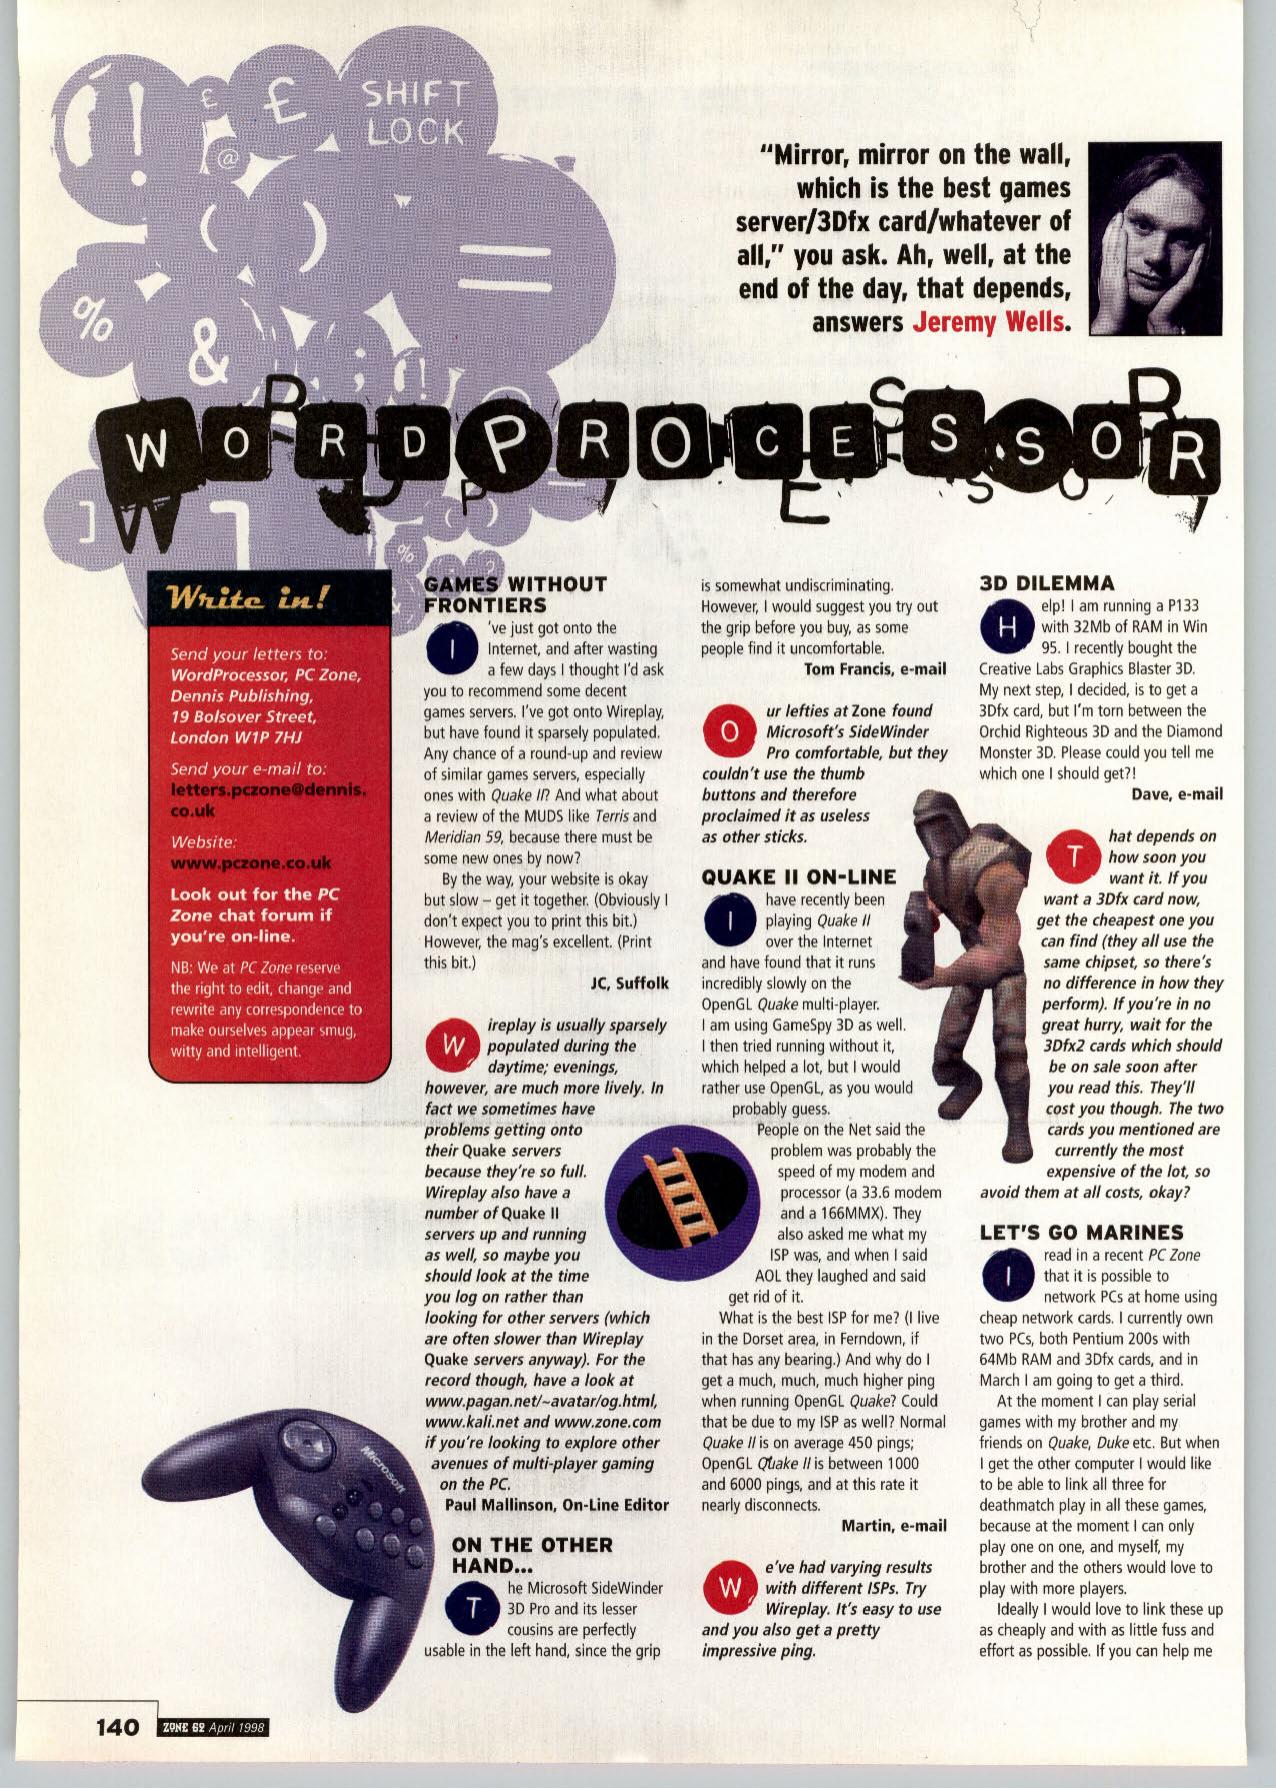 ! £ £ SHIFT
LOCK
@
( ) =
% &
"Mirror, mirror on the wall,
which is the best games
server/3Dfx card/whatever of
all," you ask. Ah, well, at the
end of the day, that depends,
answers Jeremy Wells.
WORDPROCESSOR
Write in!
Send your letters to:
WordProcessor, PC Zone,
Dennis Publishing,
19 Bolsover Street,
London W1P 7HJ
Send your e-mail to:
letters.pczone@dennis.
co.uk
Website:
www.pczone.co.uk
Look out for the PC
Zone chat forum if
you're on-line.
NB: We at PC Zone reserve
the right to edit, change and
rewrite any correspondence to
make ourselves appear smug,
witty and intelligent.
GAMES WITHOUT
FRONTIERS
I've just got onto the
Internet, and after wasting
a few days I thought I'd ask
you to recommend some decent
games servers. I've got onto Wireplay,
but have found it sparsely populated.
Any chance of a round-up and review
of similar games servers, especially
ones with Quake II? And what about
a review of the MUDS like Terris and
Meridian 59, because there must be
some new ones by now?
By the way, your website is okay
but slow – get it together. (Obviously I
don't expect you to print this bit.)
However, the mag's excellent. (Print
this bit.)
JC, Suffolk
Wireplay is usually sparsely
populated during the
daytime; evenings,
however, are much more lively. In
fact we sometimes have
problems getting onto
their Quake servers
because they're so full.
Wireplay also have a
number of Quake II
servers up and running
as well, so maybe you
should look at the time
you log on rather than
looking for other servers (which
are often slower than Wireplay
Quake servers anyway). For the
record though, have a look at
www.pagan.net/~avatar/og.html,
www.kali.net and www.zone.com
if you're looking to explore other
avenues of multi-player gaming
on the PC.
Paul Mallinson, On-Line Editor
ON THE OTHER
HAND...
The Microsoft SideWinder
3D Pro and its lesser
cousins are perfectly
usable in the left hand, since the grip
is somewhat undiscriminating.
However, I would suggest you try out
the grip before you buy, as some
people find it uncomfortable.
Tom Francis, e-mail
Our lefties at Zone found
Microsoft's SideWinder
Pro comfortable, but they
couldn't use the thumb
buttons and therefore
proclaimed it as useless
as other sticks.
QUAKE II ON-LINE
I have recently been
playing Quake II
over the Internet
and have found that it runs
incredibly slowly on the
OpenGL Quake multi-player.
I am using GameSpy 3D as well.
I then tried running without it,
which helped a lot, but I would
rather use OpenGL, as you would
probably guess.
People on the Net said the
problem was probably the
speed of my modem and
processor (a 33.6 modem
and a 166MMX). They
also asked me what my
ISP was, and when I said
AOL they laughed and said
get rid of it.
What is the best ISP for me? (I live
in the Dorset area, in Ferndown, if
that has any bearing.) And why do I
get a much, much, much higher ping
when running OpenGL Quake? Could
that be due to my ISP as well? Normal
Quake II is on average 450 pings;
OpenGL Quake II is between 1000
and 6000 pings, and at this rate it
nearly disconnects.
Martin, e-mail
We've had varying results
with different ISPs. Try
Wireplay. It's easy to use
and you also get a pretty
impressive ping.
3D DILEMMA
Help! I am running a P133
with 32Mb of RAM in Win
95. I recently bought the
Creative Labs Graphics Blaster 3D.
My next step, I decided, is to get a
3Dfx card, but I'm torn between the
Orchid Righteous 3D and the Diamond
Monster 3D. Please could you tell me
which one I should get?!
Dave, e-mail
That depends on
how soon you
want it. If you
want a 3Dfx card now,
get the cheapest one you
can find (they all use the
same chipset, so there's
no difference in how they
perform). If you're in no
great hurry, wait for the
3Dfx2 cards which should
be on sale soon after
you read this. They'll
cost you though. The two
cards you mentioned are
currently the most
expensive of the lot, so
avoid them at all costs, okay?
LET'S GO MARINES
I read in a recent PC Zone
that it is possible to
network PCs at home using
cheap network cards. I currently own
two PCs, both Pentium 200s with
64Mb RAM and 3Dfx cards, and in
March I am going to get a third.
At the moment I can play serial
games with my brother and my
friends on Quake, Duke etc. But when
I get the other computer I would like
to be able to link all three for
deathmatch play in all these games,
because at the moment I can only
play one on one, and myself, my
brother and the others would love to
play with more players.
Ideally I would love to link these up
as cheaply and with as little fuss and
effort as possible. If you can help me
Microsoft
140 ZONE 62 April 1998